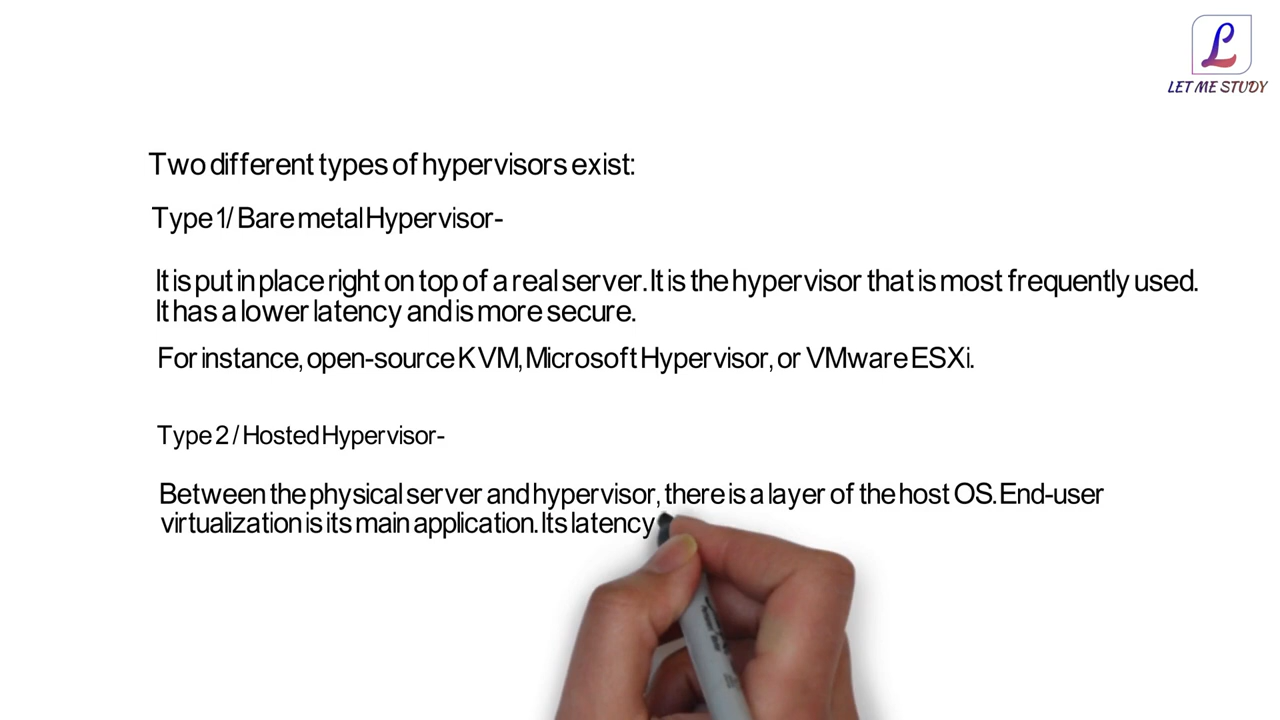 L
LET ME STUDY
Two different types of hypervisors exist:
Type 1/ Bare metal Hypervisor-
It is put in place right on top of a real server. It is the hypervisor that is most frequently used.
It has a lower latency and is more secure.
For instance, open-source KVM, Microsoft Hypervisor, or VMware ESXi.
Type 2 / Hosted Hypervisor-
Between the physical server and hypervisor, there is a layer of the host OS. End-user
virtualization is its main application. Its latency